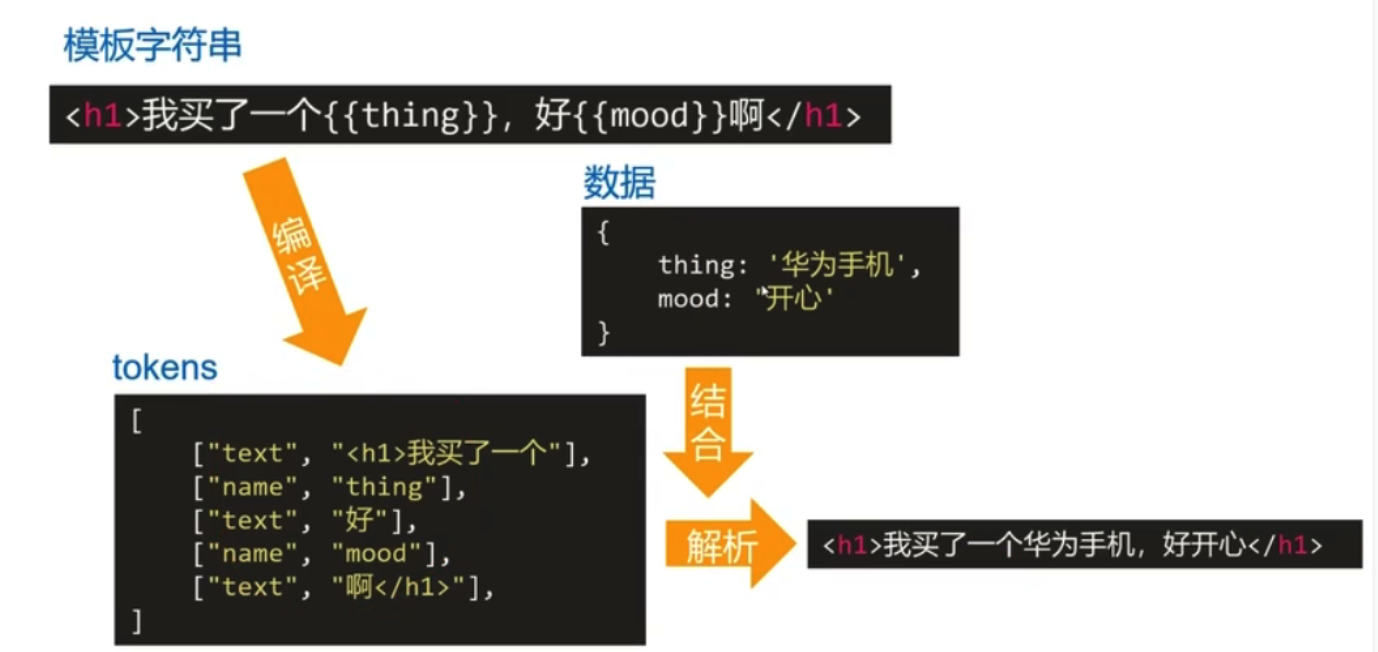 模板字符串
<h1>我买了一个{{thing}}，好{{mood}}啊</h1>
编译
数据
{
thing: '华为手机',
mood: '开心'
}
tokens
[
["text", "<h1>我买了一个"],
["name", "thing"],
["text", "好"],
["name", "mood"],
["text", "啊</h1>"],
]
结合
解析
<h1>我买了一个华为手机，好开心</h1>